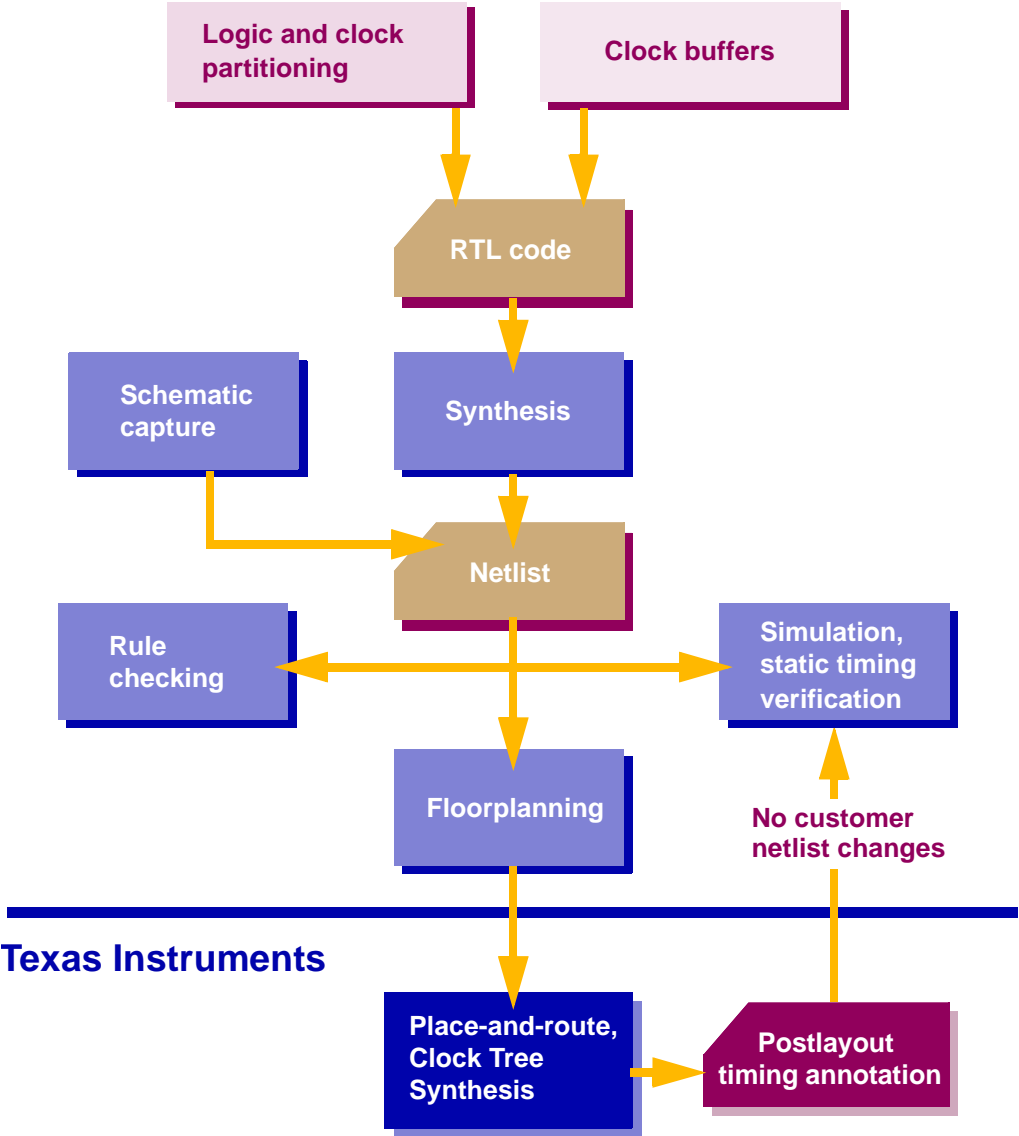 Logic and clock
partitioning
Clock buffers
RTL code
Schematic
capture
Synthesis
Netlist
Rule
checking
Simulation,
static timing
verification
Floorplanning
No customer
netlist changes
Texas Instruments
Place-and-route,
Clock Tree
Synthesis
Postlayout
timing annotation